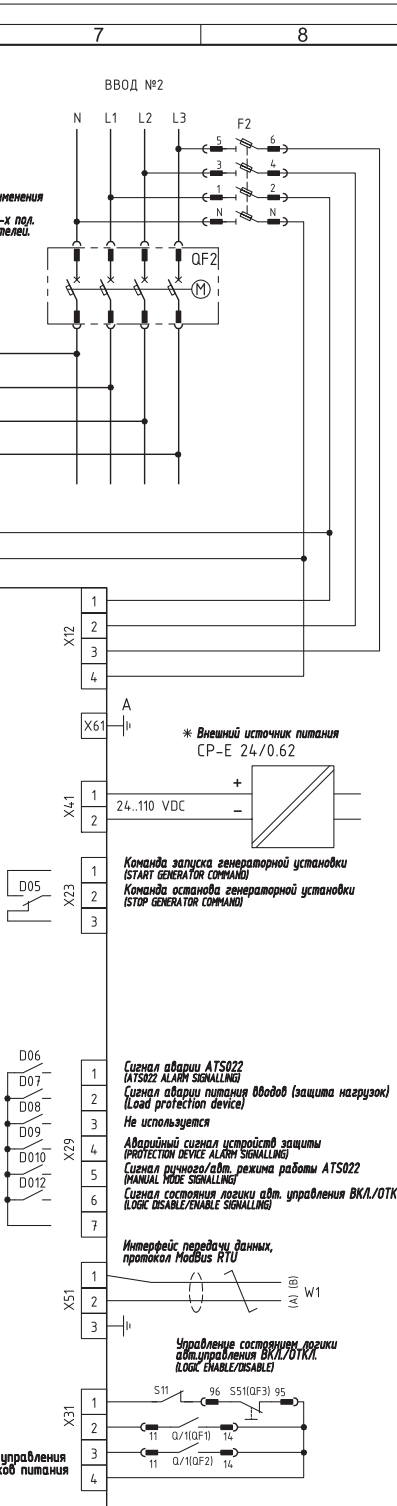 7 8
ВВОД №2
N L1 L2 L3
F2
5 6
3 4
1 2
N N
QF2
M
X12
1
2
3
4
X61
A
* Внешний источник питания
CP-E 24/0.62
X41
1
2
24..110 VDC
+
-
D05
X23
1
2
3
Команда запуска генераторной установки
(START GENERATOR COMMAND)
Команда останова генераторной установки
(STOP GENERATOR COMMAND)
D06
D07
D08
D09
D010
D012
X29
1
2
3
4
5
6
7
Сигнал аварии ATS022
(ATS022 ALARM SIGNALLING)
Сигнал аварии питания вводов (защита нагрузок)
(Load protection device)
Не используется
Аварийный сигнал устройств защиты
(PROTECTION DEVICE ALARM SIGNALLING)
Сигнал ручного/авт. режима работы ATS022
(MANUAL MODE SIGNALLING)
Сигнал состояния логики авт. управления ВКЛ./ОТК
(LOGIC DISABLE/ENABLE SIGNALLING)
Интерфейс передачи данных,
протокол ModBus RTU
X51
1
2
3
(A) (B)
W1
Управление состоянием логики
авт.управления ВКЛ./ОТКЛ.
(LOGIC ENABLE/DISABLE)
X31
1
2
3
4
S11 96 S51(QF3) 95
11 Q/1(QF1) 14
11 Q/1(QF2) 14
управления
питания